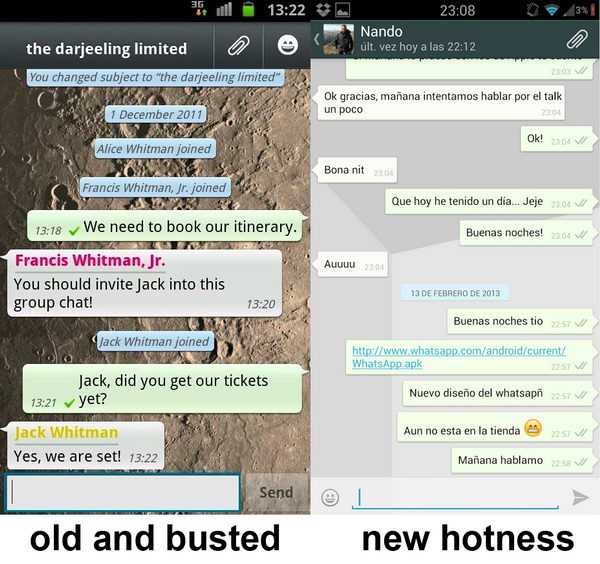 3G
13:22
the darjeeling limited
You changed subject to “the darjeeling limited”
1 December 2011
Alice Whitman joined
Francis Whitman, Jr. joined
13:18 We need to book our itinerary.
Francis Whitman, Jr.
You should invite Jack into this
group chat!
13:20
Jack Whitman joined
Jack, did you get our tickets
13:21 yet?
Jack Whitman
Yes, we are set! 13:22
Send
old and busted
23:08
3%
Nando
últ. vez hoy a las 22:12
23:03
Ok gracias, mañana intentamos hablar por el talk
un poco
23:04
Ok! 23:04
Bona nit 23:04
Que hoy he tenido un día... Jeje 23:04
Buenas noches! 23:04
Auuuu 23:04
13 DE FEBRERO DE 2013
Buenas noches tio 22:57
http://www.whatsapp.com/android/current/
WhatsApp.apk 22:57
Nuevo diseño del whatsapñ 22:57
Aun no esta en la tienda 😁 22:57
Mañana hablamo 22:58
new hotness